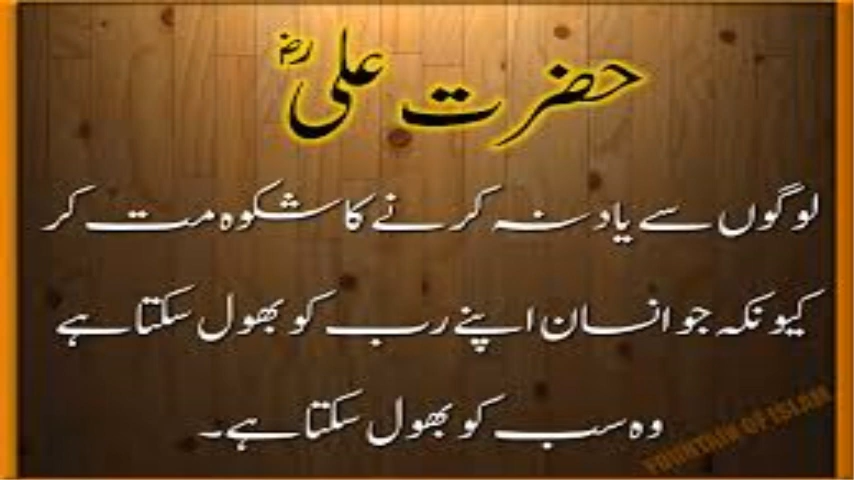 حضرت علی رض
لوگوں سے یاد نہ کرنے کا شکوہ مت کر
کیونکہ جو انسان اپنے رب کو بھول سکتا ہے
وہ سب کو بھول سکتا ہے۔
FOUNTAIN OF ISLAM